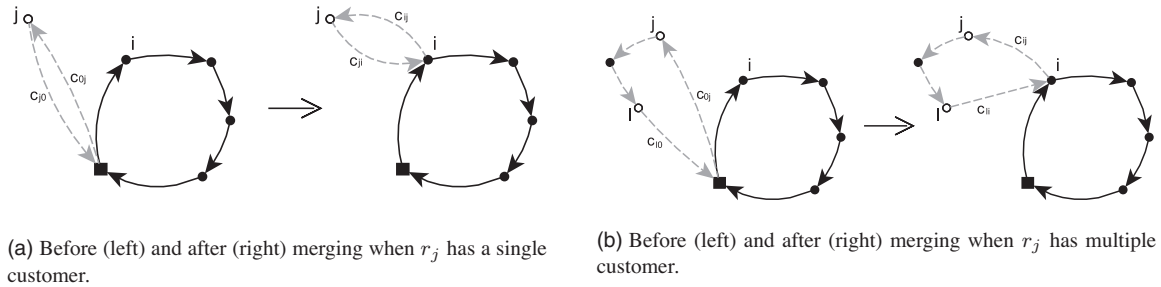 j
i
c0j
cj0
j
cij
i
cji
(a) Before (left) and after (right) merging when rj has a single
customer.
j
i
c0j
l
cl0
j
cij
i
l
cli
(b) Before (left) and after (right) merging when rj has multiple
customer.